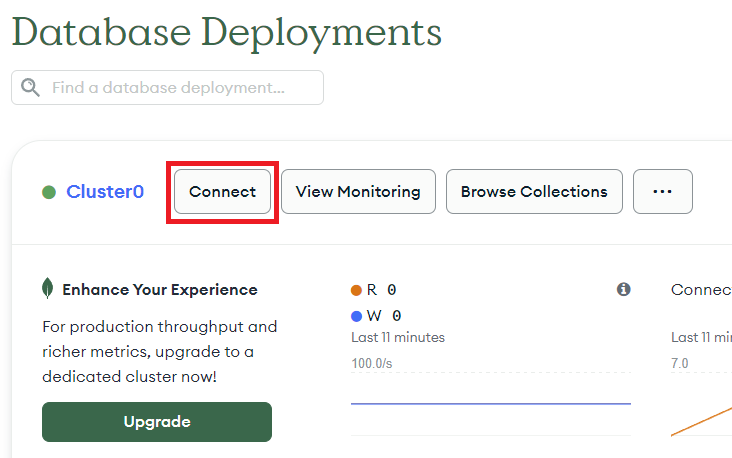 Database Deployments
Find a database deployment...
Cluster0
Connect
View Monitoring
Browse Collections
...
Enhance Your Experience
For production throughput and
richer metrics, upgrade to a
dedicated cluster now!
Upgrade
R 0
W 0
Last 11 minutes
100.0/s
Connec
Last 11 mi
7.0